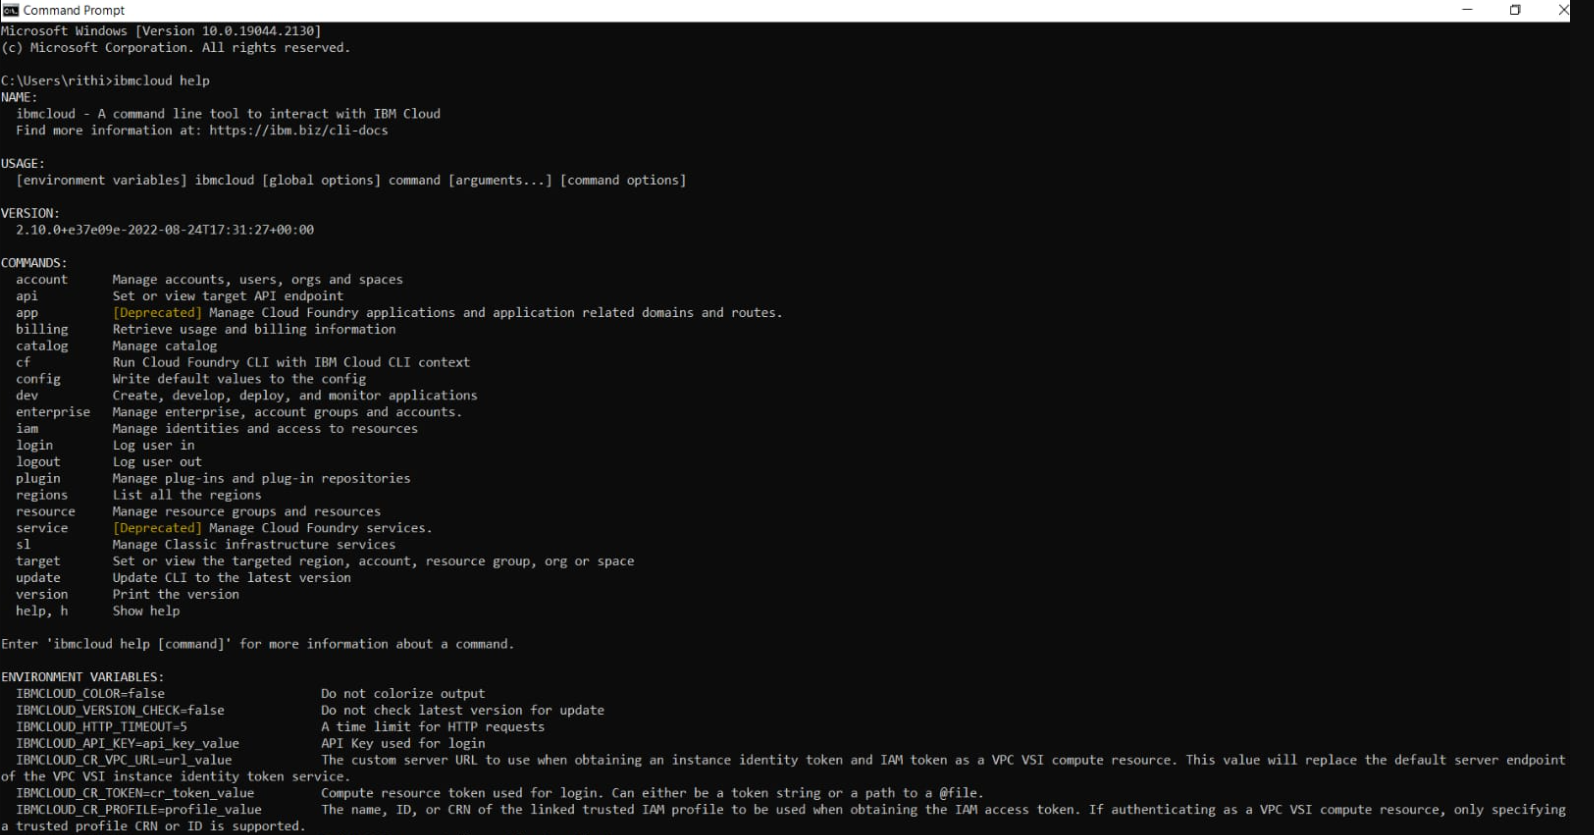 Command Prompt
Microsoft Windows [Version 10.0.19044.2130]
(c) Microsoft Corporation. All rights reserved.
C:\Users\rithi>ibmcloud help
NAME:
ibmcloud - A command line tool to interact with IBM Cloud
Find more information at: https://ibm.biz/cli-docs
USAGE:
[environment variables] ibmcloud [global options] command [arguments...] [command options]
VERSION:
2.10.0+e37e09e-2022-08-24T17:31:27+00:00
COMMANDS:
account Manage accounts, users, orgs and spaces
api Set or view target API endpoint
app [Deprecated] Manage Cloud Foundry applications and application related domains and routes.
billing Retrieve usage and billing information
catalog Manage catalog
cf Run Cloud Foundry CLI with IBM Cloud CLI context
config Write default values to the config
dev Create, develop, deploy, and monitor applications
enterprise Manage enterprise, account groups and accounts.
iam Manage identities and access to resources
login Log user in
logout Log user out
plugin Manage plug-ins and plug-in repositories
regions List all the regions
resource Manage resource groups and resources
service [Deprecated] Manage Cloud Foundry services.
sl Manage Classic infrastructure services
target Set or view the targeted region, account, resource group, org or space
update Update CLI to the latest version
version Print the version
help, h Show help
Enter 'ibmcloud help [command]' for more information about a command.
ENVIRONMENT VARIABLES:
IBMCLOUD_COLOR=false Do not colorize output
IBMCLOUD_VERSION_CHECK=false Do not check latest version for update
IBMCLOUD_HTTP_TIMEOUT=5 A time limit for HTTP requests
IBMCLOUD_API_KEY=api_key_value API Key used for login
IBMCLOUD_CR_VPC_URL=url_value The custom server URL to use when obtaining an instance identity token and IAM token as a VPC VSI compute resource. This value will replace the default server endpoint
of the VPC VSI instance identity token service.
IBMCLOUD_CR_TOKEN=cr_token_value Compute resource token used for login. Can either be a token string or a path to a @file.
IBMCLOUD_CR_PROFILE=profile_value The name, ID, or CRN of the linked trusted IAM profile to be used when obtaining the IAM access token. If authenticating as a VPC VSI compute resource, only specifying
a trusted profile CRN or ID is supported.